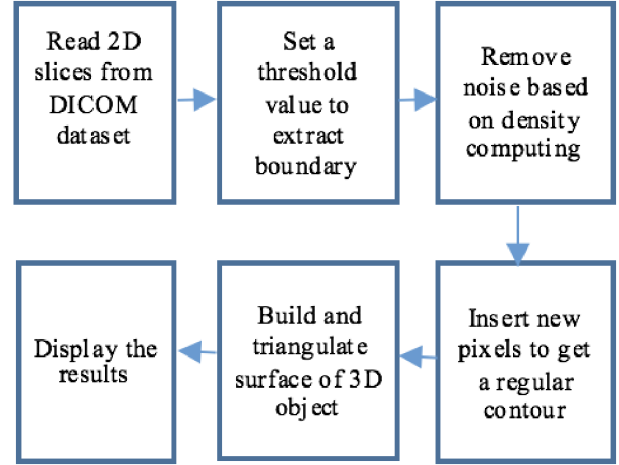 Read 2D
slices from
DICOM
dataset
Set a
threshold
value to
extract
boundary
Remove
noise based
on density
computing
Insert new
pixels to get
a regular
contour
Build and
triangulate
surface of 3D
object
Display the
results